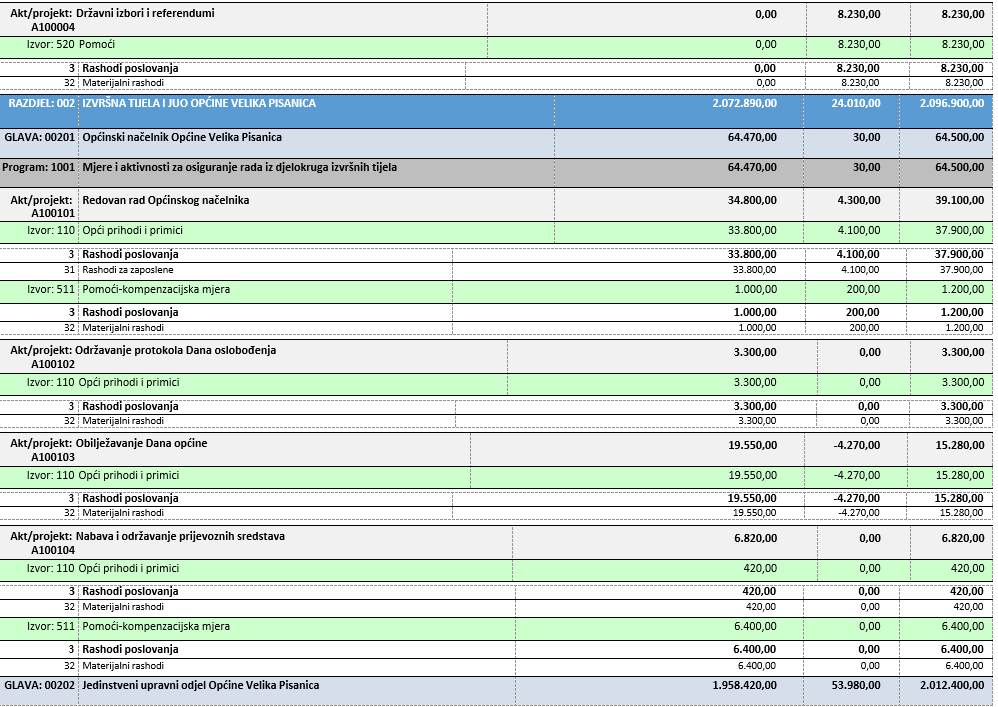 Akt/projekt: Državni izbori i referendumi 0,00 8.230,00 8.230,00
A100004
Izvor: 520 Pomoći 0,00 8.230,00 8.230,00
3 Rashodi poslovanja 0,00 8.230,00 8.230,00
32 Materijalni rashodi 0,00 8.230,00 8.230,00
RAZDJEL: 002 IZVRŠNA TIJELA I JUO OPĆINE VELIKA PISANICA 2.072.890,00 24.010,00 2.096.900,00
GLAVA: 00201 Općinski načelnik Općine Velika Pisanica 64.470,00 30,00 64.500,00
Program: 1001 Mjere i aktivnosti za osiguranje rada iz djelokruga izvršnih tijela 64.470,00 30,00 64.500,00
Akt/projekt: Redovan rad Općinskog načelnika 34.800,00 4.300,00 39.100,00
A100101
Izvor: 110 Opći prihodi i primici 33.800,00 4.100,00 37.900,00
3 Rashodi poslovanja 33.800,00 4.100,00 37.900,00
31 Rashodi za zaposlene 33.800,00 4.100,00 37.900,00
Izvor: 511 Pomoći-kompenzacijska mjera 1.000,00 200,00 1.200,00
3 Rashodi poslovanja 1.000,00 200,00 1.200,00
32 Materijalni rashodi 1.000,00 200,00 1.200,00
Akt/projekt: Održavanje protokola Dana oslobođenja 3.300,00 0,00 3.300,00
A100102
Izvor: 110 Opći prihodi i primici 3.300,00 0,00 3.300,00
3 Rashodi poslovanja 3.300,00 0,00 3.300,00
32 Materijalni rashodi 3.300,00 0,00 3.300,00
Akt/projekt: Obilježavanje Dana općine 19.550,00 -4.270,00 15.280,00
A100103
Izvor: 110 Opći prihodi i primici 19.550,00 -4.270,00 15.280,00
3 Rashodi poslovanja 19.550,00 -4.270,00 15.280,00
32 Materijalni rashodi 19.550,00 -4.270,00 15.280,00
Akt/projekt: Nabava i održavanje prijevoznih sredstava 6.820,00 0,00 6.820,00
A100104
Izvor: 110 Opći prihodi i primici 420,00 0,00 420,00
3 Rashodi poslovanja 420,00 0,00 420,00
32 Materijalni rashodi 420,00 0,00 420,00
Izvor: 511 Pomoći-kompenzacijska mjera 6.400,00 0,00 6.400,00
3 Rashodi poslovanja 6.400,00 0,00 6.400,00
32 Materijalni rashodi 6.400,00 0,00 6.400,00
GLAVA: 00202 Jedinstveni upravni odjel Općine Velika Pisanica 1.958.420,00 53.980,00 2.012.400,00